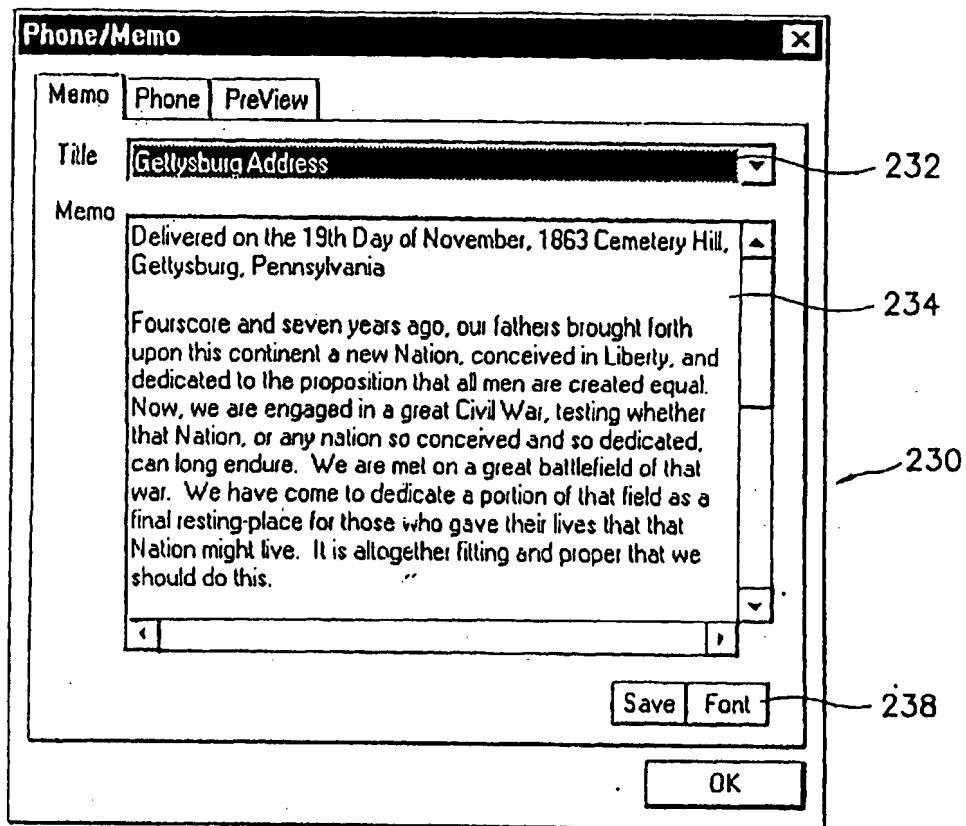 Phone/Memo
Memo Phone PreView
Title Gettysburg Address 232
Memo
Delivered on the 19th Day of November, 1863 Cemetery Hill,
Gettysburg, Pennsylvania
234
Fourscore and seven years ago, our fathers brought forth
upon this continent a new Nation, conceived in Liberty, and
dedicated to the proposition that all men are created equal.
Now, we are engaged in a great Civil War, testing whether
that Nation, or any nation so conceived and so dedicated,
can long endure. We are met on a great battlefield of that
230
war. We have come to dedicate a portion of that field as a
final resting-place for those who gave their lives that that
Nation might live. It is altogether fitting and proper that we
should do this.
Save Font 238
OK